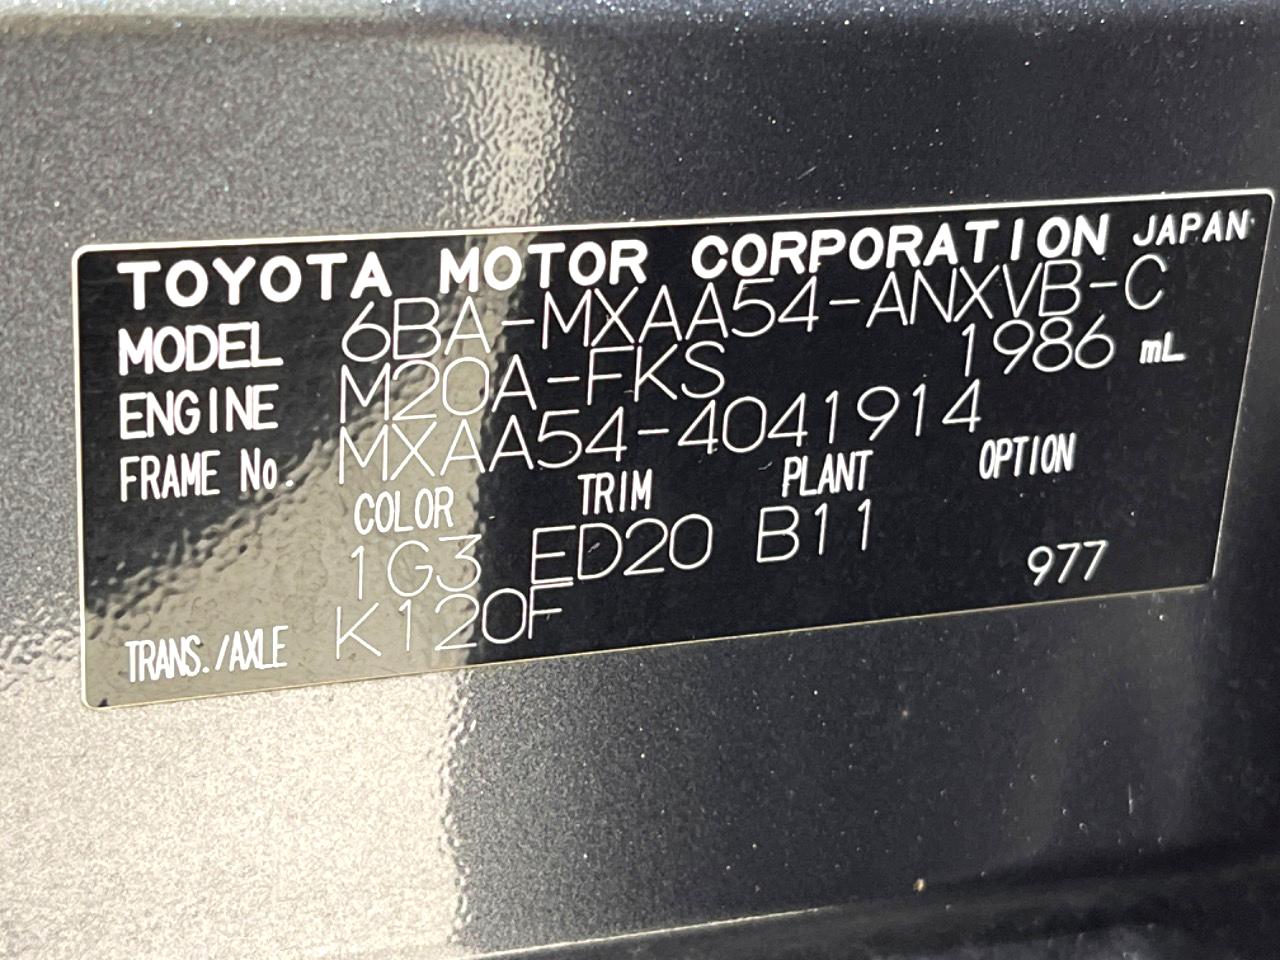 TOYOTA MOTOR CORPORATION JAPAN
MODEL 6BA-MXAA54-ANXVB-C
ENGINE M20A-FKS 1986 mL
FRAME No. MXAA54-4041914
COLOR TRIM PLANT OPTION
1G3 ED20 B11
TRANS./AXLE K120F 977